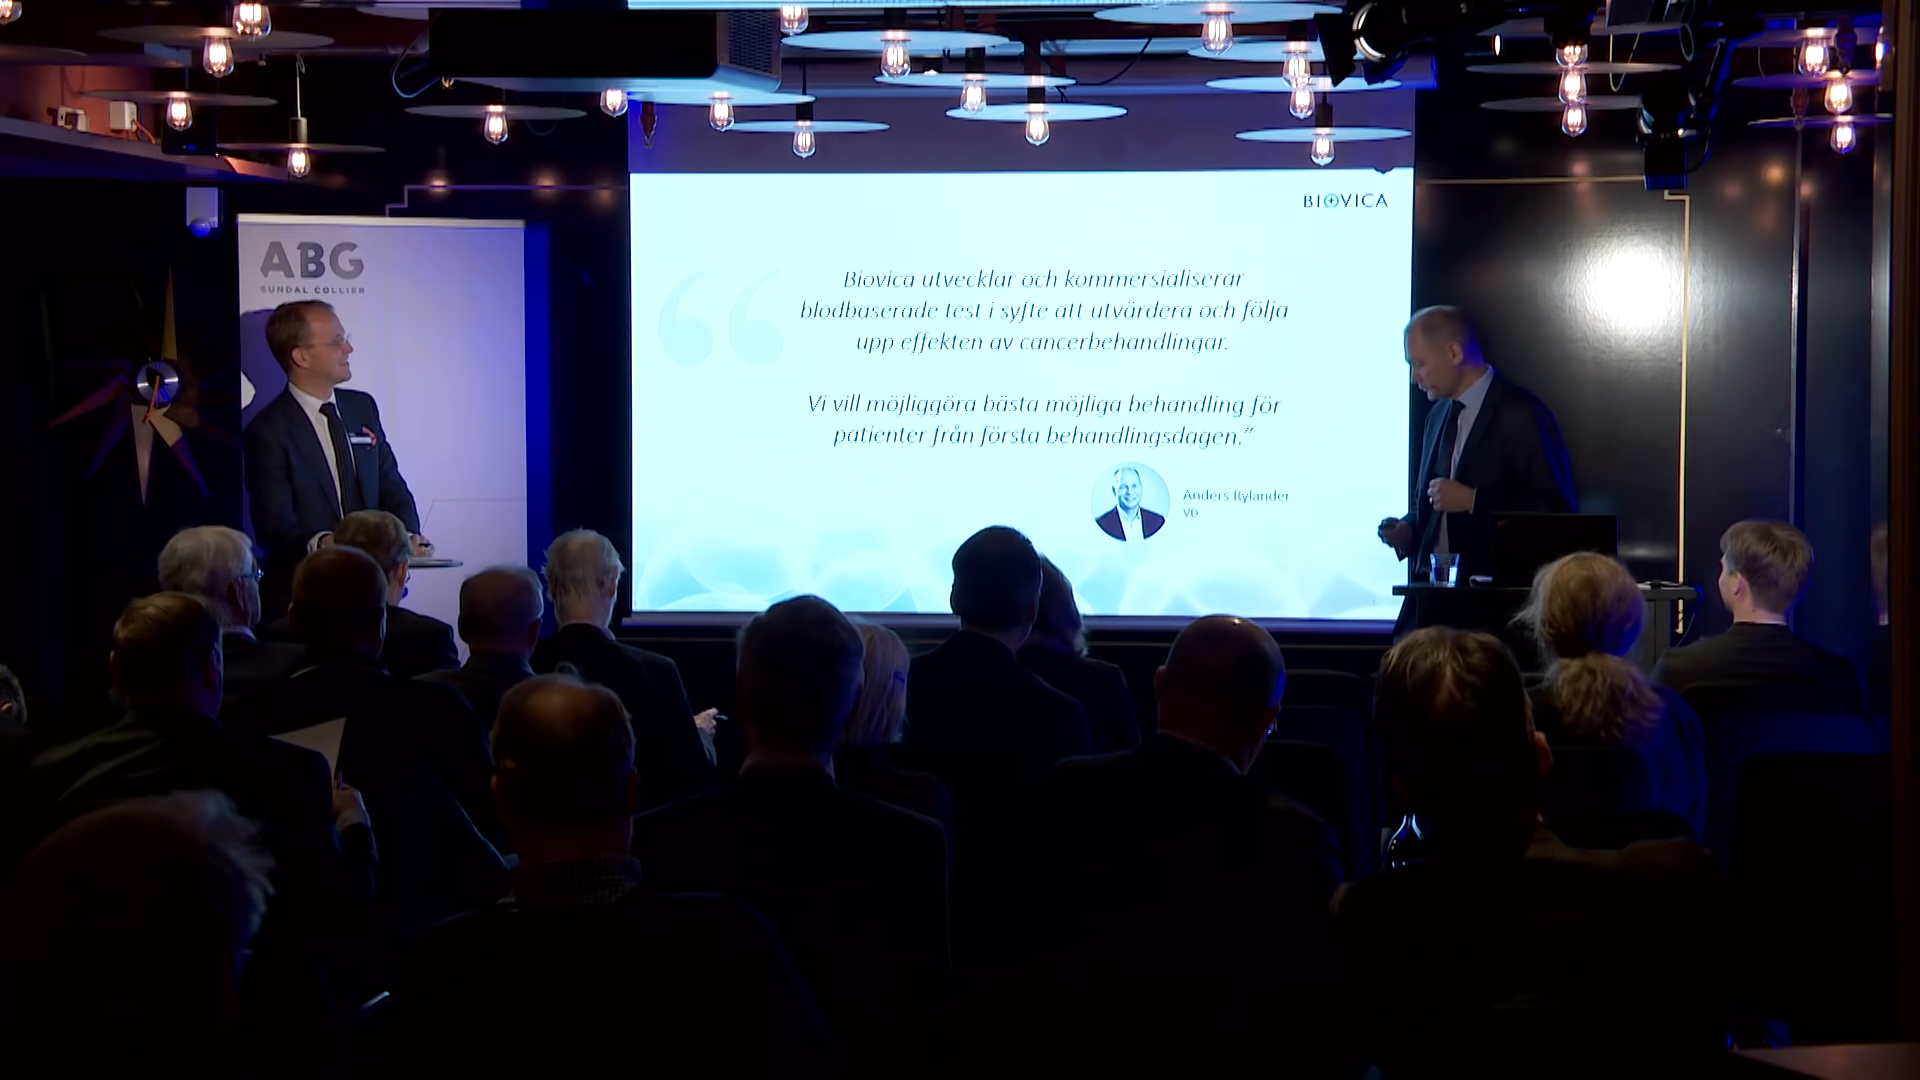 ABG
SUNDAL COLLIER
BIOVICA
“
Biovica utvecklar och kommersialiserar
blodbaserade test i syfte att utvärdera och följa
upp effekten av cancerbehandlingar.
Vi vill möjliggöra bästa möjliga behandling för
patienter från första behandlingsdagen.”
Anders Rylander
VD